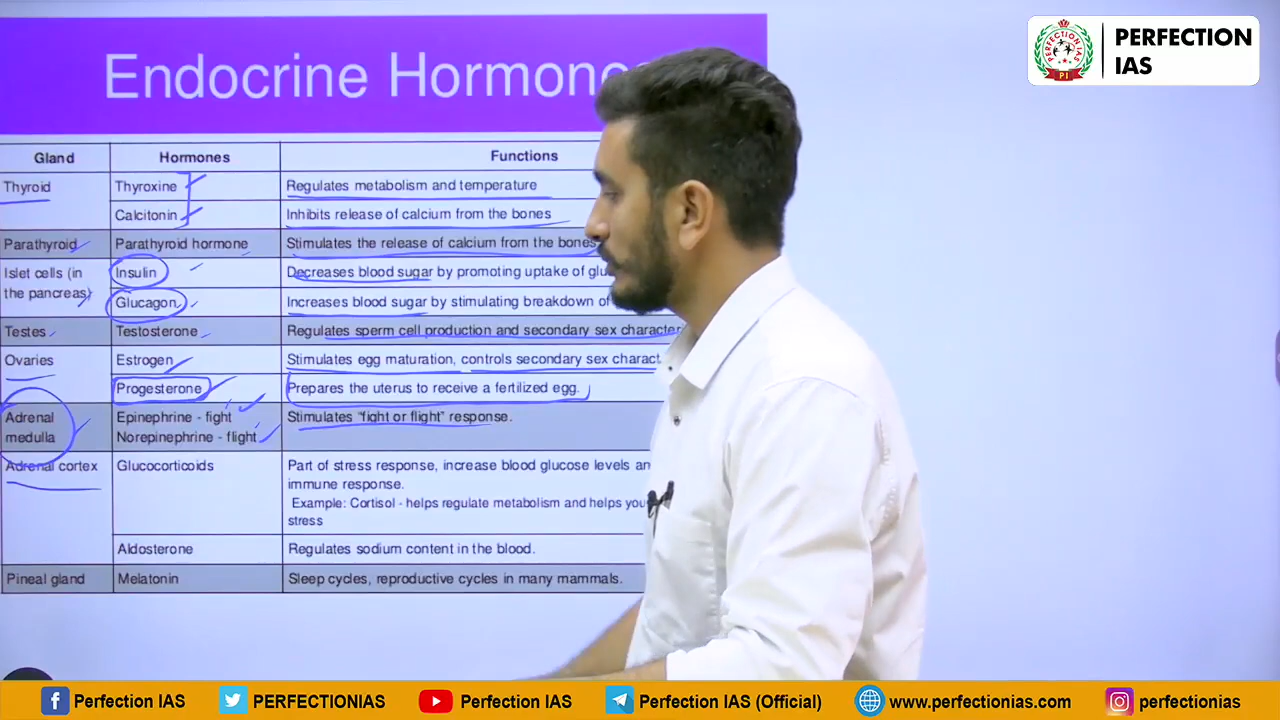 PERFECTION
IAS
PERFECTION IAS
PI
Endocrine Hormones
Gland Hormones Functions
Thyroid Thyroxine Regulates metabolism and temperature
Calcitonin Inhibits release of calcium from the bones
Parathyroid Parathyroid hormone Stimulates the release of calcium from the bones
Islet cells (in
the pancreas)
Insulin Decreases blood sugar by promoting uptake of
Glucagon Increases blood sugar by stimulating breakdown of
Testes Testosterone Regulates sperm cell production and secondary sex
Ovaries Estrogen Stimulates egg maturation, controls secondary sex
Progesterone Prepares the uterus to receive a fertilized egg.
Adrenal
medulla
Epinephrine - fight
Norepinephrine - flight
Stimulates "fight or flight" response.
Adrenal cortex Glucocorticoids Part of stress response, increase blood glucose levels
immune response.
Example: Cortisol - helps regulate metabolism and helps
stress
Aldosterone Regulates sodium content in the blood.
Pineal gland Melatonin Sleep cycles, reproductive cycles in many mammals.
Perfection IAS PERFECTIONIAS Perfection IAS Perfection IAS (Official) www.perfectionias.com perfectionias